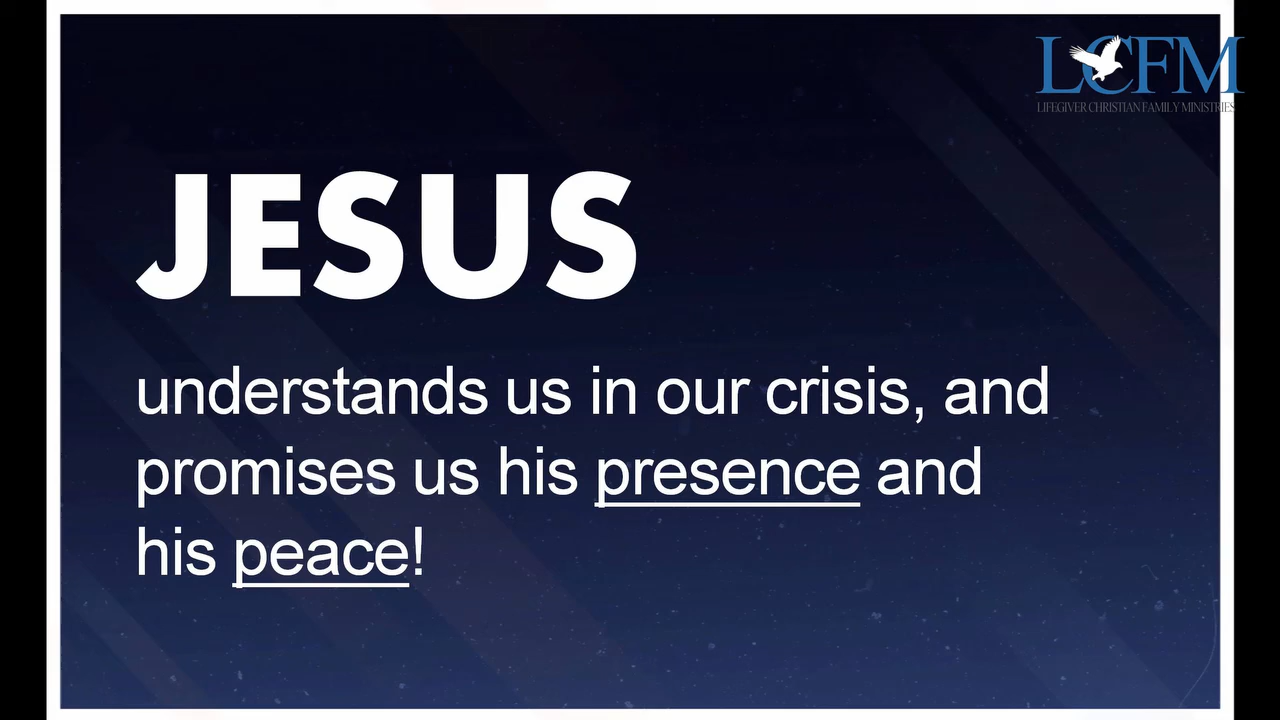 LCFM
LIFEGIVER CHRISTIAN FAMILY MINISTRIES
JESUS
understands us in our crisis, and
promises us his presence and
his peace!